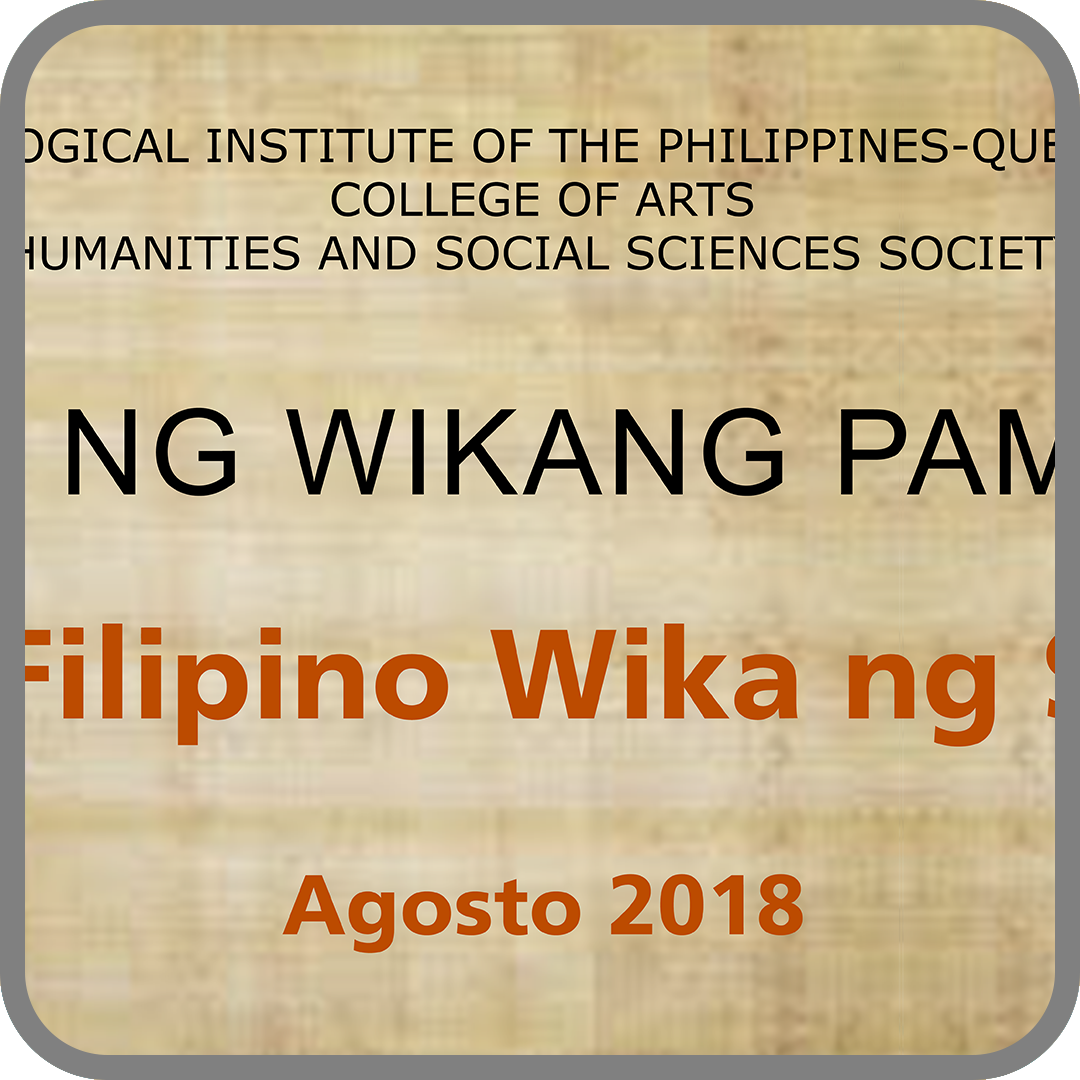 OGICAL INSTITUTE OF THE PHILIPPINES-QUE
COLLEGE OF ARTS
HUMANITIES AND SOCIAL SCIENCES SOCIETY
NG WIKANG PAM
Filipino Wika ng S
Agosto 2018